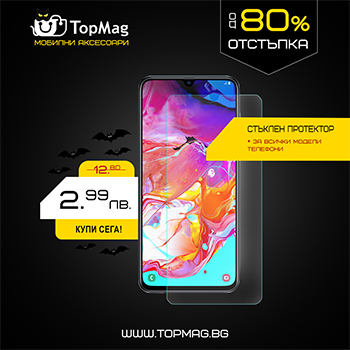 TopMag
МОБИЛНИ АКСЕСОАРИ
ДО 80%
ОТСТЪПКА
СТЪКЛЕН ПРОТЕКТОР
* ЗА ВСИЧКИ МОДЕЛИ
ТЕЛЕФОНИ
12.80
2.99
ЛВ.
КУПИ СЕГА!
WWW.TOPMAG.BG